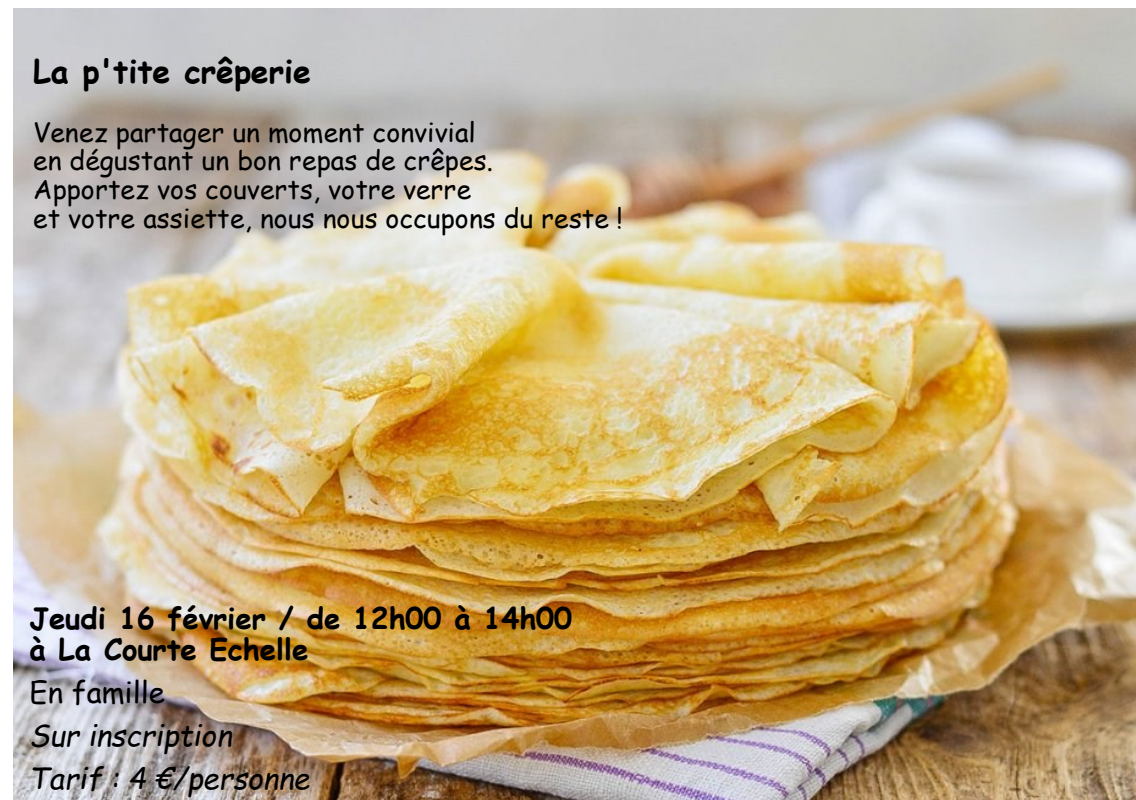 La p'tite crêperie
Venez partager un moment convivial
en dégustant un bon repas de crêpes.
Apportez vos couverts, votre verre
et votre assiette, nous nous occupons du reste !
Jeudi 16 février / de 12h00 à 14h00
à La Courte Echelle
En famille
Sur inscription
Tarif : 4 €/personne